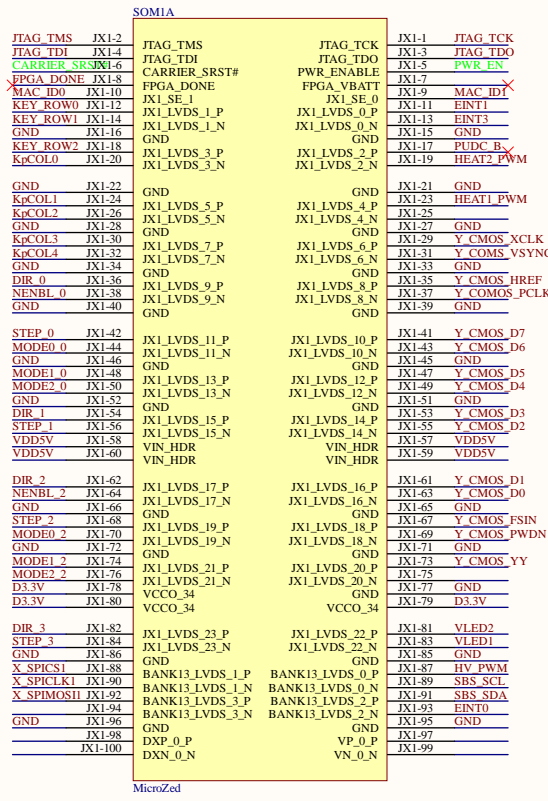 SOM1A
JTAG_TMS JX1-2 JTAG_TMS JTAG_TCK JX1-1 JTAG_TCK
JTAG_TDI JX1-4 JTAG_TDI JTAG_TDO JX1-3 JTAG_TDO
CARRIER_SRST# JX1-6 CARRIER_SRST# PWR_ENABLE JX1-5 PWR_EN
FPGA_DONE JX1-8 FPGA_DONE FPGA_VBATT JX1-7
MAC_ID0 JX1-10 JX1_SE_1 JX1_SE_0 JX1-9 MAC_ID1
KEY_ROW0 JX1-12 JX1_LVDS_1_P JX1_LVDS_0_P JX1-11 EINT1
KEY_ROW1 JX1-14 JX1_LVDS_1_N JX1_LVDS_0_N JX1-13 EINT3
GND JX1-16 GND GND JX1-15 GND
KEY_ROW2 JX1-18 JX1_LVDS_3_P JX1_LVDS_2_P JX1-17 PUDC_B
KpCOL0 JX1-20 JX1_LVDS_3_N JX1_LVDS_2_N JX1-19 HEAT2_PWM
GND JX1-22 GND GND JX1-21 GND
KpCOL1 JX1-24 JX1_LVDS_5_P JX1_LVDS_4_P JX1-23 HEAT1_PWM
KpCOL2 JX1-26 JX1_LVDS_5_N JX1_LVDS_4_N JX1-25
GND JX1-28 GND GND JX1-27 GND
KpCOL3 JX1-30 JX1_LVDS_7_P JX1_LVDS_6_P JX1-29 Y_CMOS_XCLK
KpCOL4 JX1-32 JX1_LVDS_7_N JX1_LVDS_6_N JX1-31 Y_COMS_VSYNC
GND JX1-34 GND GND JX1-33 GND
DIR_0 JX1-36 JX1_LVDS_9_P JX1_LVDS_8_P JX1-35 Y_CMOS_HREF
NENBL_0 JX1-38 JX1_LVDS_9_N JX1_LVDS_8_N JX1-37 Y_COMOS_PCLK
GND JX1-40 GND GND JX1-39 GND
STEP_0 JX1-42 JX1_LVDS_11_P JX1_LVDS_10_P JX1-41 Y_CMOS_D7
MODE0_0 JX1-44 JX1_LVDS_11_N JX1_LVDS_10_N JX1-43 Y_CMOS_D6
GND JX1-46 GND GND JX1-45 GND
MODE1_0 JX1-48 JX1_LVDS_13_P JX1_LVDS_12_P JX1-47 Y_CMOS_D5
MODE2_0 JX1-50 JX1_LVDS_13_N JX1_LVDS_12_N JX1-49 Y_CMOS_D4
GND JX1-52 GND GND JX1-51 GND
DIR_1 JX1-54 JX1_LVDS_15_P JX1_LVDS_14_P JX1-53 Y_CMOS_D3
STEP_1 JX1-56 JX1_LVDS_15_N JX1_LVDS_14_N JX1-55 Y_CMOS_D2
VDD5V JX1-58 VIN_HDR VIN_HDR JX1-57 VDD5V
VDD5V JX1-60 VIN_HDR VIN_HDR JX1-59 VDD5V
DIR_2 JX1-62 JX1_LVDS_17_P JX1_LVDS_16_P JX1-61 Y_CMOS_D1
NENBL_2 JX1-64 JX1_LVDS_17_N JX1_LVDS_16_N JX1-63 Y_CMOS_D0
GND JX1-66 GND GND JX1-65 GND
STEP_2 JX1-68 JX1_LVDS_19_P JX1_LVDS_18_P JX1-67 Y_CMOS_FSIN
MODE0_2 JX1-70 JX1_LVDS_19_N JX1_LVDS_18_N JX1-69 Y_CMOS_PWDN
GND JX1-72 GND GND JX1-71 GND
MODE1_2 JX1-74 JX1_LVDS_21_P JX1_LVDS_20_P JX1-73 Y_CMOS_YY
MODE2_2 JX1-76 JX1_LVDS_21_N JX1_LVDS_20_N JX1-75
D3.3V JX1-78 VCCO_34 GND JX1-77 GND
D3.3V JX1-80 VCCO_34 VCCO_34 JX1-79 D3.3V
DIR_3 JX1-82 JX1_LVDS_23_P JX1_LVDS_22_P JX1-81 VLED2
STEP_3 JX1-84 JX1_LVDS_23_N JX1_LVDS_22_N JX1-83 VLED1
GND JX1-86 GND GND JX1-85 GND
X_SPICS1 JX1-88 BANK13_LVDS_1_P BANK13_LVDS_0_P JX1-87 HV_PWM
X_SPICLK1 JX1-90 BANK13_LVDS_1_N BANK13_LVDS_0_N JX1-89 SBS_SCL
X_SPIMOSI1 JX1-92 BANK13_LVDS_3_P BANK13_LVDS_2_P JX1-91 SBS_SDA
JX1-94 BANK13_LVDS_3_N BANK13_LVDS_2_N JX1-93 EINT0
GND JX1-96 GND GND JX1-95 GND
JX1-98 DXP_0_P VP_0_P JX1-97
JX1-100 DXN_0_N VN_0_N JX1-99
MicroZed